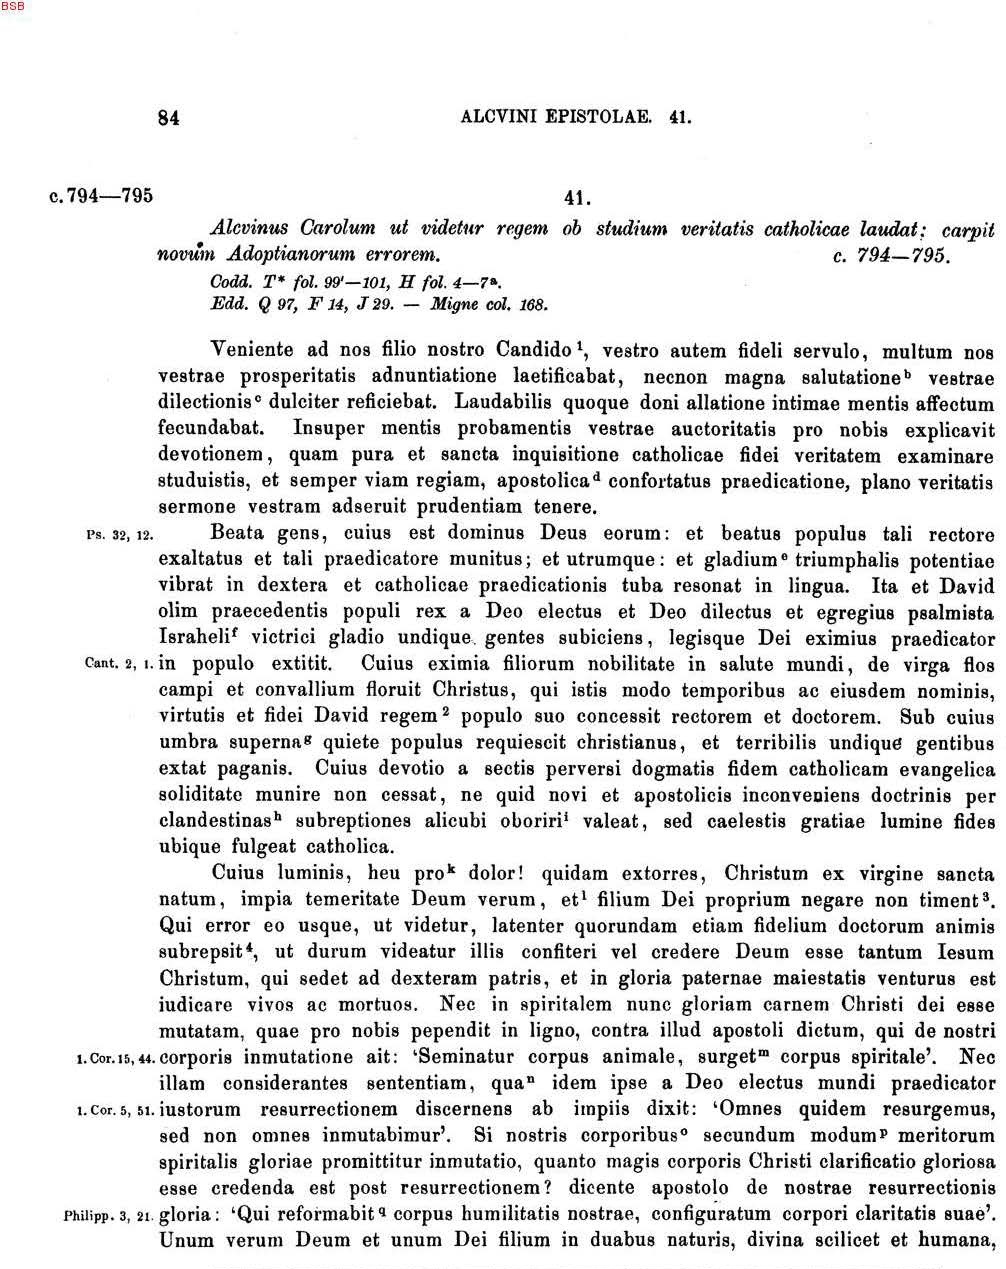 BSB
84 ALCVINI EPISTOLAE. 41.
c. 794—795 41.
Alcvinus Carolum ut videtur regem ob studium veritatis catholicae laudat; carpit
novum Adoptianorum errorem. c. 794—795.
Codd. T* fol. 99'—101, H fol. 4—7ᵃ.
Edd. Q 97, F 14, J 29. — Migne col. 168.
Veniente ad nos filio nostro Candido ¹, vestro autem fideli servulo, multum nos
vestrae prosperitatis adnuntiatione laetificabat, necnon magna salutatione ᵇ vestrae
dilectionis ᶜ dulciter reficiebat. Laudabilis quoque doni allatione intimae mentis affectum
fecundabat. Insuper mentis probamentis vestrae auctoritatis pro nobis explicavit
devotionem, quam pura et sancta inquisitione catholicae fidei veritatem examinare
studuistis, et semper viam regiam, apostolica ᵈ confortatus praedicatione, plano veritatis
sermone vestram adseruit prudentiam tenere.
Ps. 32, 12. Beata gens, cuius est dominus Deus eorum: et beatus populus tali rectore
exaltatus et tali praedicatore munitus; et utrumque: et gladium ᵉ triumphalis potentiae
vibrat in dextera et catholicae praedicationis tuba resonat in lingua. Ita et David
olim praecedentis populi rex a Deo electus et Deo dilectus et egregius psalmista
Israheli ᶠ victrici gladio undique gentes subiciens, legisque Dei eximius praedicator
Cant. 2, 1. in populo extitit. Cuius eximia filiorum nobilitate in salute mundi, de virga flos
campi et convallium floruit Christus, qui istis modo temporibus ac eiusdem nominis,
virtutis et fidei David regem ² populo suo concessit rectorem et doctorem. Sub cuius
umbra superna ᵍ quiete populus requiescit christianus, et terribilis undique gentibus
extat paganis. Cuius devotio a sectis perversi dogmatis fidem catholicam evangelica
soliditate munire non cessat, ne quid novi et apostolicis inconveniens doctrinis per
clandestinas ʰ subreptiones alicubi oboriri ⁱ valeat, sed caelestis gratiae lumine fides
ubique fulgeat catholica.
Cuius luminis, heu pro ᵏ dolor! quidam extorres, Christum ex virgine sancta
natum, impia temeritate Deum verum, et ˡ filium Dei proprium negare non timent ³.
Qui error eo usque, ut videtur, latenter quorundam etiam fidelium doctorum animis
subrepsit ⁴, ut durum videatur illis confiteri vel credere Deum esse tantum Iesum
Christum, qui sedet ad dexteram patris, et in gloria paternae maiestatis venturus est
iudicare vivos ac mortuos. Nec in spiritalem nunc gloriam carnem Christi dei esse
mutatam, quae pro nobis pependit in ligno, contra illud apostoli dictum, qui de nostri
1. Cor. 15, 44. corporis inmutatione ait: ‘Seminatur corpus animale, surget ᵐ corpus spiritale’. Nec
illam considerantes sententiam, qua ⁿ idem ipse a Deo electus mundi praedicator
1. Cor. 5, 51. iustorum resurrectionem discernens ab impiis dixit: ‘Omnes quidem resurgemus,
sed non omnes inmutabimur’. Si nostris corporibus ᵒ secundum modum ᵖ meritorum
spiritalis gloriae promittitur inmutatio, quanto magis corporis Christi clarificatio gloriosa
esse credenda est post resurrectionem? dicente apostolo de nostrae resurrectionis
Philipp. 3, 21. gloria: ‘Qui reformabit q corpus humilitatis nostrae, configuratum corpori claritatis suae’.
Unum verum Deum et unum Dei filium in duabus naturis, divina scilicet et humana,